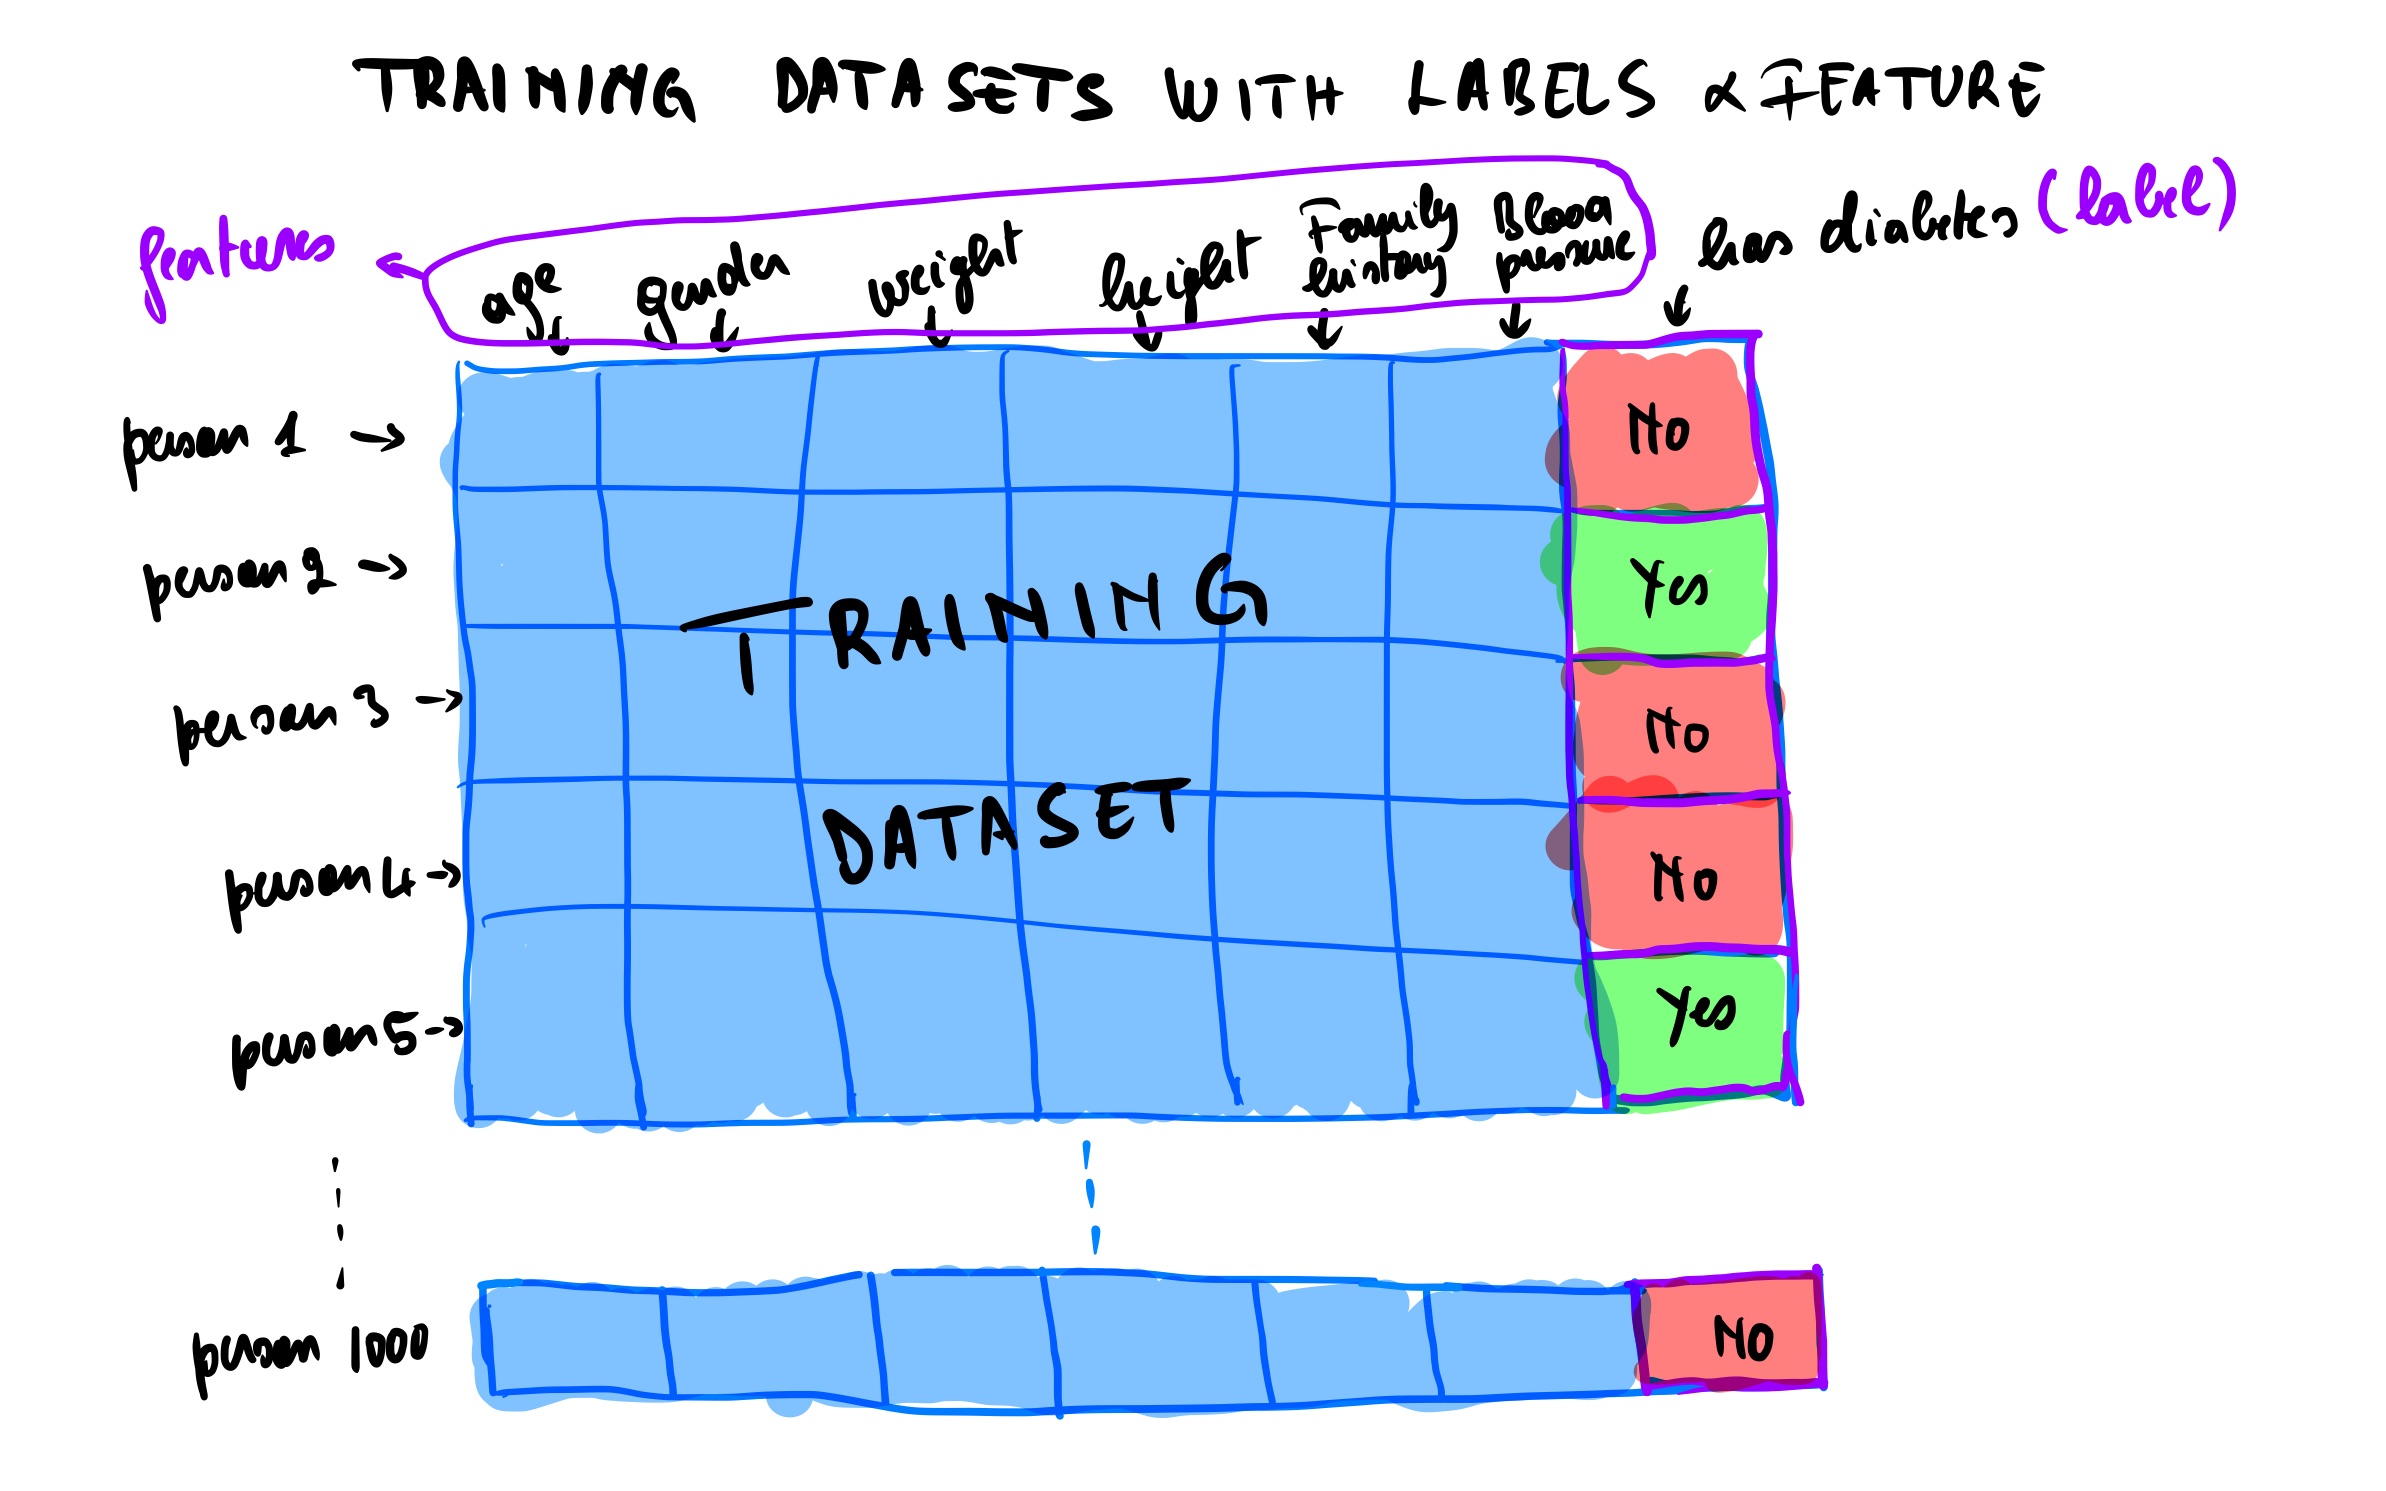 TRAINING DATASETS WITH LABELS & FEATURE
features
age
gender
weight
height
Family
history
Blood
pressure
has diabetes (label)
person 1
No
person 2
Yes
TRAINING
person 3
No
DATASET
person 4
No
person 5
Yes
person 1000
No